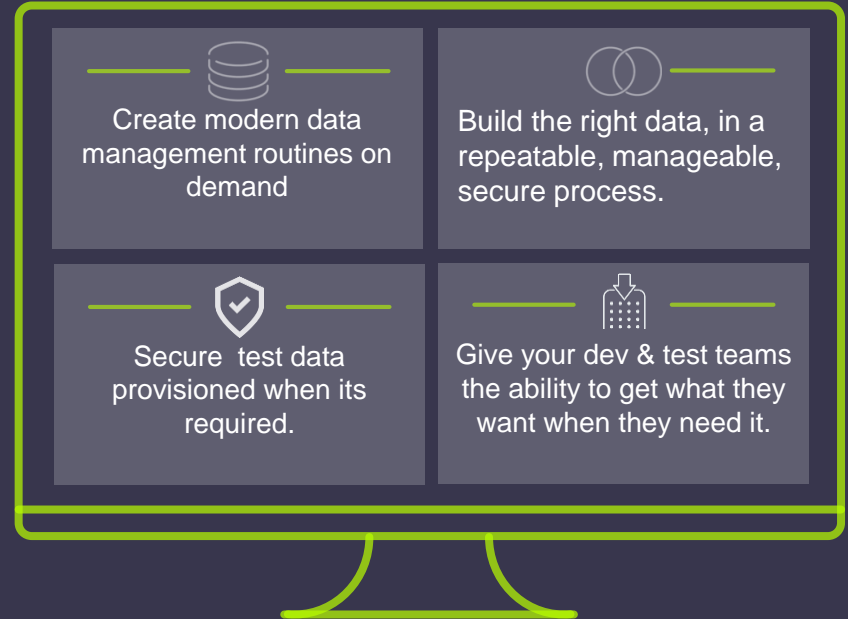 Create modern data
management routines on
demand
Build the right data, in a
repeatable, manageable,
secure process.
Secure  test data
provisioned when its
required.
Give your dev & test teams
the ability to get what they
want when they need it.